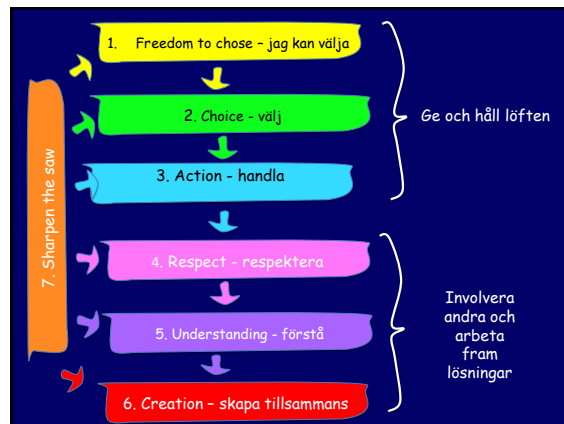 1. Freedom to chose – jag kan välja
2. Choice - välj
3. Action - handla
Ge och håll löften
4. Respect - respektera
5. Understanding - förstå
6. Creation – skapa tillsammans
Involvera
andra och
arbeta
fram
lösningar
7. Sharpen the saw